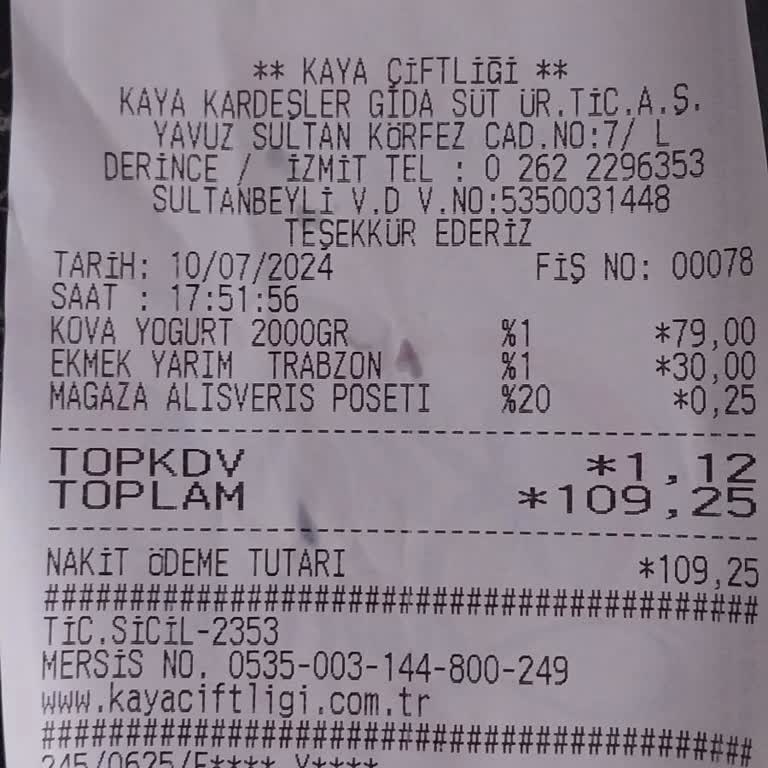 ** KAYA ÇİFTLİĞİ **
KAYA KARDEŞLER GIDA SÜT ÜR.TİC.A.Ş.
YAVUZ SULTAN KÖRFEZ CAD.NO:7/ L
DERİNCE / İZMİT TEL : 0 262 2296353
SULTANBEYLİ V.D V.NO:5350031448
TEŞEKKÜR EDERİZ
TARİH: 10/07/2024 FİŞ NO: 00078
SAAT : 17:51:56
KOVA YOGURT 2000GR %1 *79,00
EKMEK YARIM TRABZON %1 *30,00
MAGAZA ALISVERIS POSETI %20 *0,25
TOPKDV *1,12
TOPLAM *109,25
NAKİT ÖDEME TUTARI *109,25
##########################################
TİC.SİCİL-2353
MERSİS NO. 0535-003-144-800-249
www.kayaciftligi.com.tr
##########################################
245/0625/F**** Y****